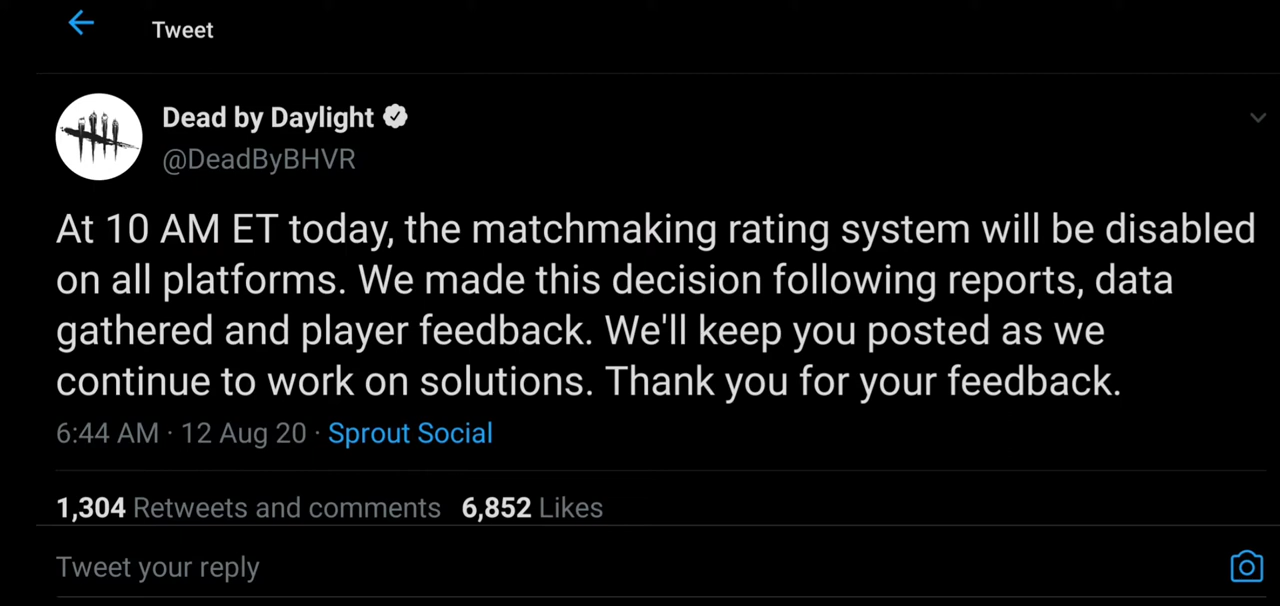 Tweet
Dead by Daylight
@DeadByBHVR
At 10 AM ET today, the matchmaking rating system will be disabled
on all platforms. We made this decision following reports, data
gathered and player feedback. We'll keep you posted as we
continue to work on solutions. Thank you for your feedback.
6:44 AM · 12 Aug 20 · Sprout Social
1,304 Retweets and comments 6,852 Likes
Tweet your reply